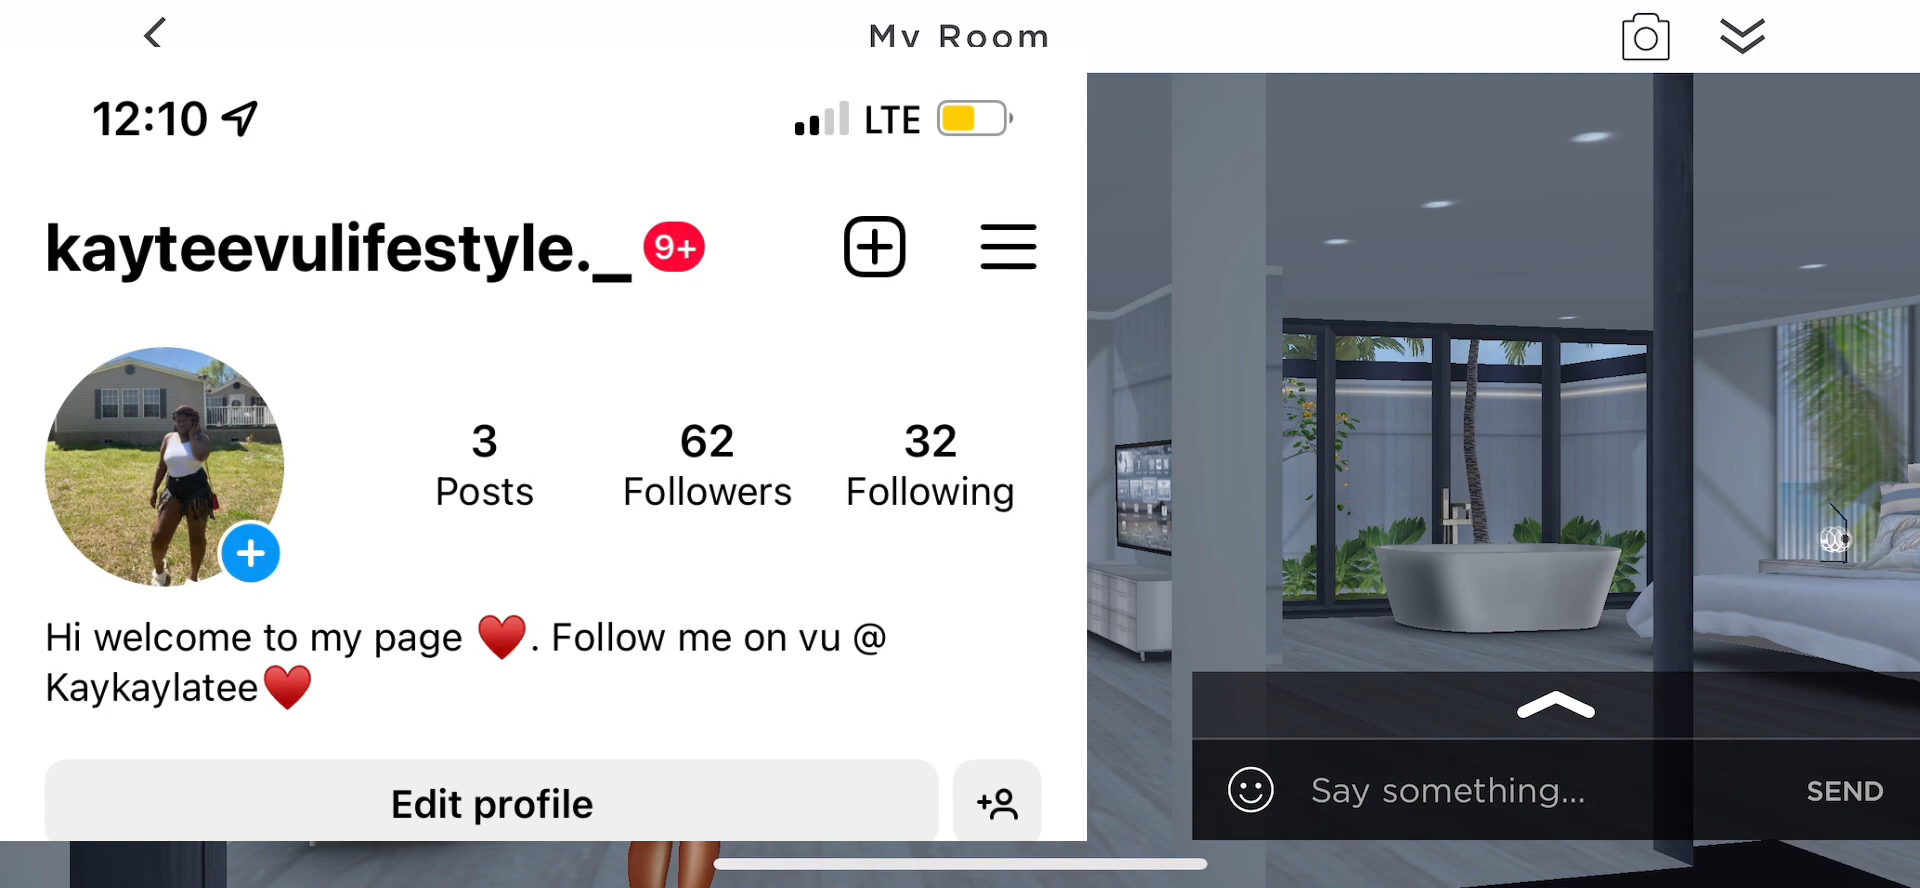 My Room
12:10
LTE
kayteevulifestyle._
9+
3
Posts
62
Followers
32
Following
Hi welcome to my page ♥️. Follow me on vu @
Kaykaylatee♥️
Edit profile
Say something...
SEND